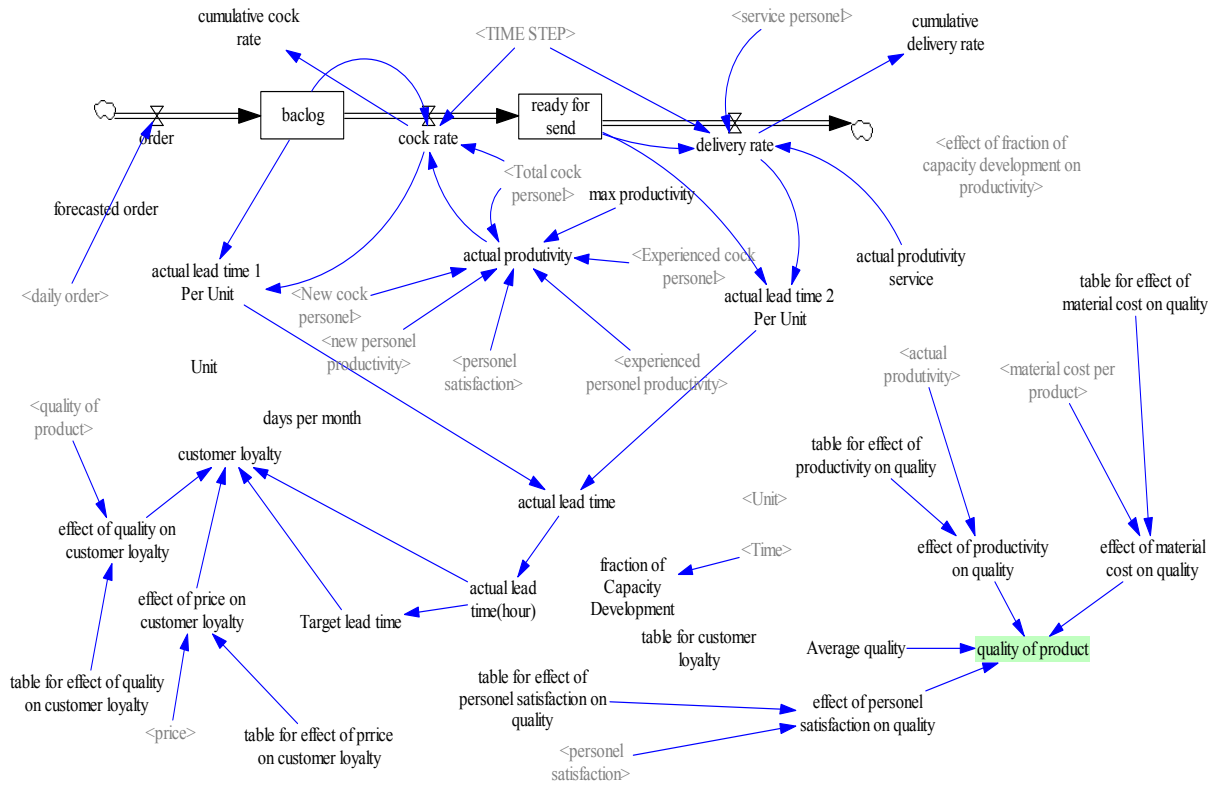 cumulative cock
rate
<TIME STEP>
<service personel>
cumulative
delivery rate
baclog
ready for
send
order
cock rate
delivery rate
<effect of fraction of
capacity development on
productivity>
<Total cock
personel>
max productivity
forecasted order
actual produtivity
<Experienced cock
personel>
actual produtivity
service
actual lead time 1
Per Unit
<daily order>
<New cock
personel>
actual lead time 2
Per Unit
table for effect of
material cost on quality
<new personel
productivity>
<personel
satisfaction>
<experienced
personel productivity>
Unit
<actual
produtivity>
<material cost per
product>
<quality of
product>
days per month
customer loyalty
table for effect of
productivity on quality
actual lead time
<Unit>
effect of quality on
customer loyalty
effect of productivity
on quality
effect of material
cost on quality
<Time>
fraction of
Capacity
Development
effect of price on
customer loyalty
Target lead time
actual lead
time(hour)
table for customer
loyalty
Average quality
quality of product
table for effect of quality
on customer loyalty
table for effect of
personel satisfaction on
quality
effect of personel
satisfaction on quality
<price>
table for effect of prrice
on customer loyalty
<personel
satisfaction>